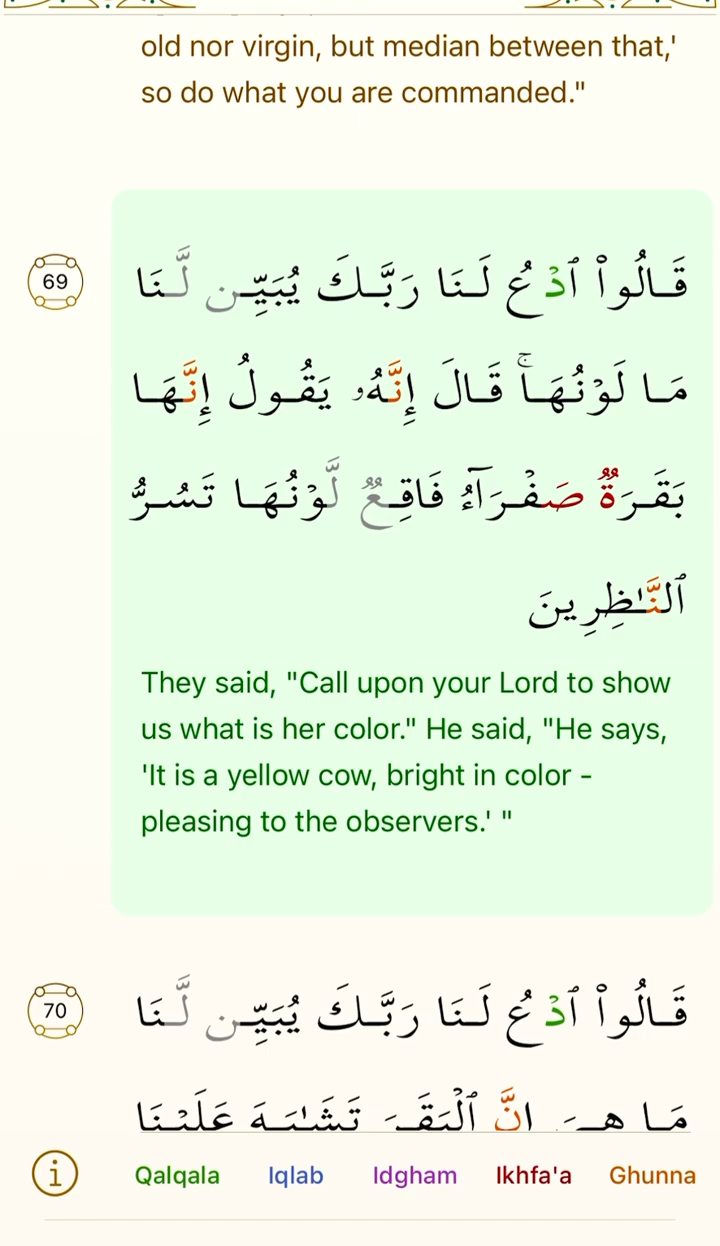 old nor virgin, but median between that,'
so do what you are commanded."
69
قَالُوا۟ ٱدْعُ لَنَا رَبَّكَ يُبَيِّن لَّنَا
مَا لَوْنُهَا ۚ قَالَ إِنَّهُۥ يَقُولُ إِنَّهَا
بَقَرَةٌ صَفْرَآءُ فَاقِعٌ لَّوْنُهَا تَسُرُّ
ٱلنَّـٰظِرِينَ
They said, "Call upon your Lord to show
us what is her color." He said, "He says,
'It is a yellow cow, bright in color -
pleasing to the observers.' "
70
قَالُوا۟ ٱدْعُ لَنَا رَبَّكَ يُبَيِّن لَّنَا
مَا هِىَ إِنَّ ٱلْبَقَرَ تَشَـٰبَهَ عَلَيْنَا
i
Qalqala Iqlab Idgham Ikhfa'a Ghunna